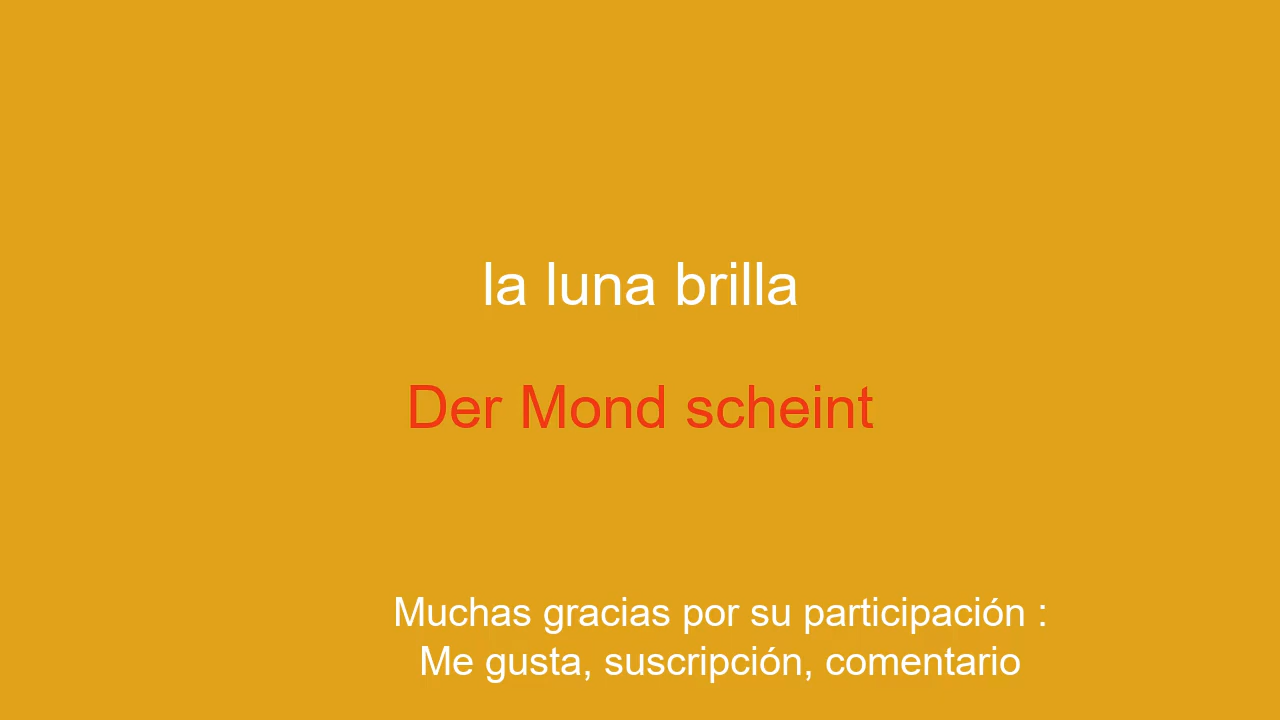 la luna brilla
Der Mond scheint
Muchas gracias por su participación :
Me gusta, suscripción, comentario